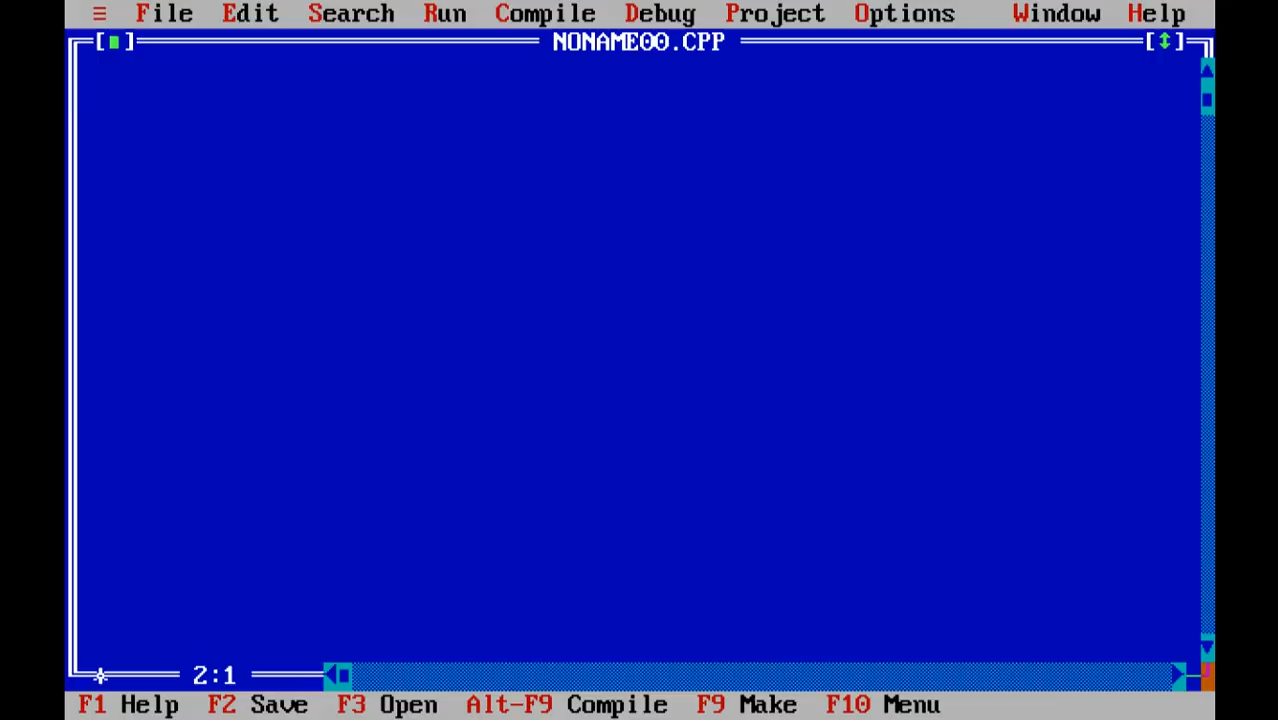 ≡ File Edit Search Run Compile Debug Project Options Window Help
[■] NONAME00.CPP [↕]
2:1
F1 Help F2 Save F3 Open Alt-F9 Compile F9 Make F10 Menu